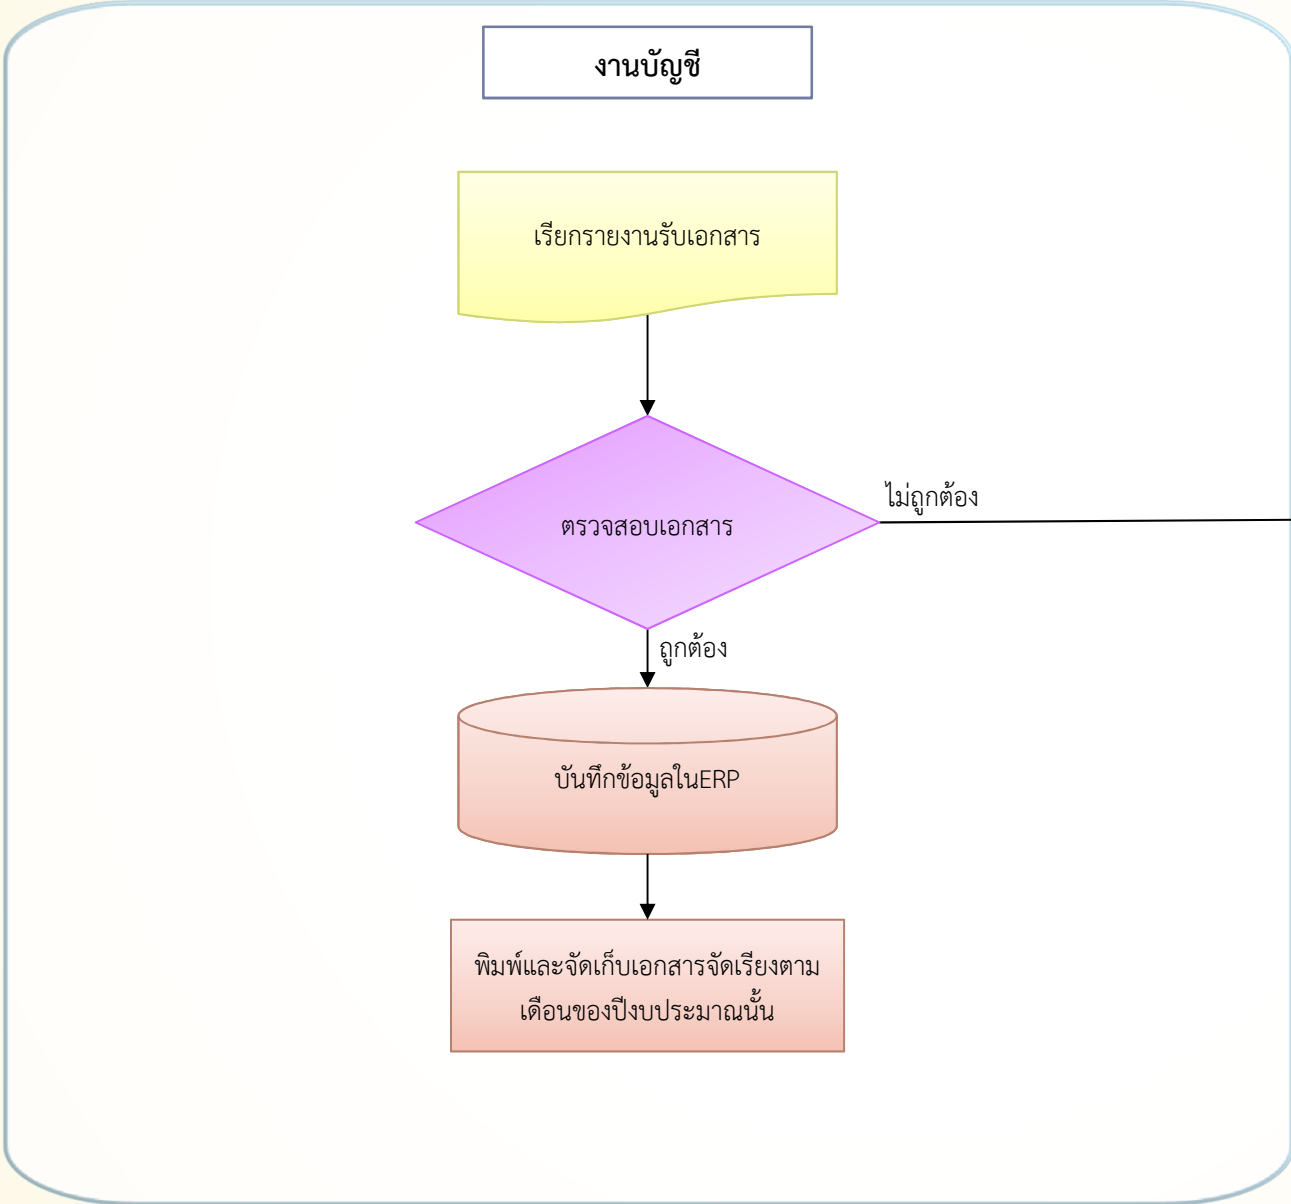 งานบัญชี
เรียกรายงานรับเอกสาร
ไม่ถูกต้อง
ตรวจสอบเอกสาร
ถูกต้อง
บันทึกข้อมูลในERP
พิมพ์และจัดเก็บเอกสารจัดเรียงตาม
เดือนของปีงบประมาณนั้น